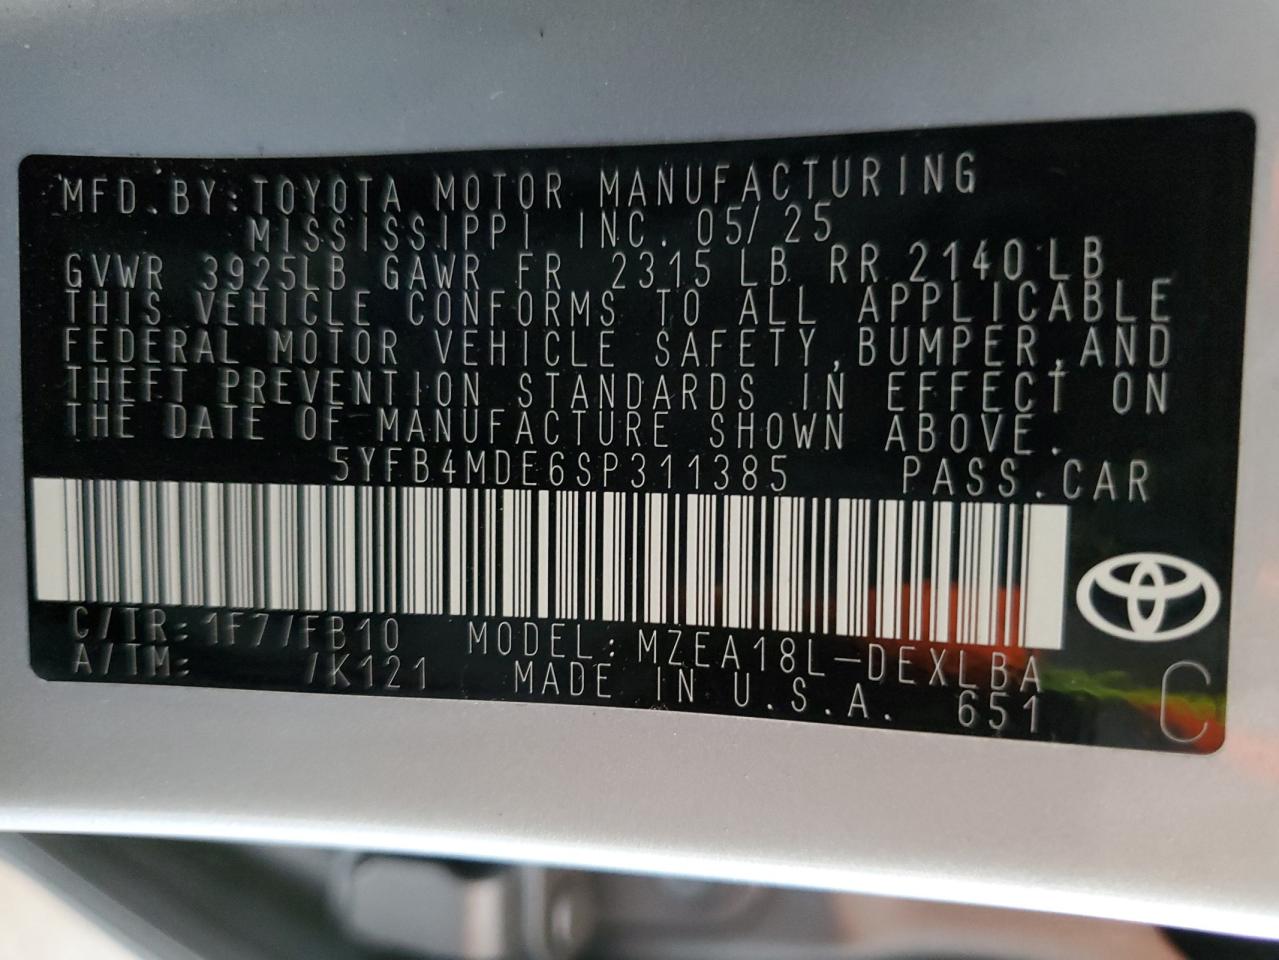 MFD.BY:TOYOTA MOTOR MANUFACTURING
MISSISSIPPI INC. 05/25
GVWR 3925LB GAWR FR 2315 LB RR 2140 LB
THIS VEHICLE CONFORMS TO ALL APPLICABLE
FEDERAL MOTOR VEHICLE SAFETY,BUMPER,AND
THEFT PREVENTION STANDARDS IN EFFECT ON
THE DATE OF MANUFACTURE SHOWN ABOVE.
5YFB4MDE6SP311385 PASS.CAR
C/TR:1F7/FB10 MODEL:MZEA18L-DEXLBA
A/TM: /K121 MADE IN U.S.A. 651
C